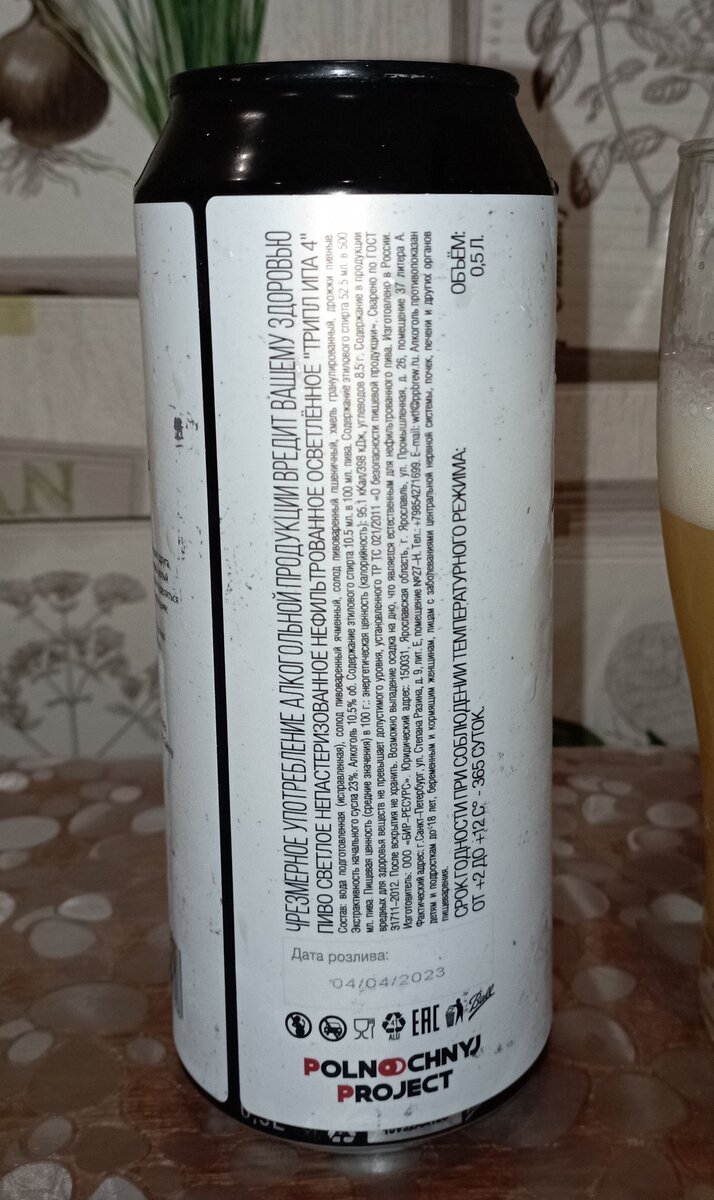 ЧРЕЗМЕРНОЕ УПОТРЕБЛЕНИЕ АЛКОГОЛЬНОЙ ПРОДУКЦИИ ВРЕДИТ ВАШЕМУ ЗДОРОВЬЮ
ПИВО СВЕТЛОЕ НЕПАСТЕРИЗОВАННОЕ НЕФИЛЬТРОВАННОЕ ОСВЕТЛЁННОЕ "ТРИПЛ ИПА 4"
Состав: вода подготовленная (исправленная), солод пивоваренный ячменный, солод пивоваренный пшеничный, хмель гранулированный, дрожжи пивные.
Экстрактивность начального сусла 23%. Алкоголь 10.5% об. Содержание этилового спирта 10.5 мл. в 100 мл. пива. Содержание этилового спирта 52.5 мл. в 500
мл. пива Пищевая ценность (средние значения) в 100 г.: энергетическая ценность (калорийность): 95,1 кКал/398 кДж, углеводов 8.5 г. Содержание в продукции
вредных для здоровья веществ не превышает допустимого уровня, установленного ТР ТС 021/2011 «О безопасности пищевой продукции». Сварено по ГОСТ
31711-2012. После вскрытия не хранить. Возможно выпадение осадка на дно, что является естественным для нефильтрованного пива. Изготовлено в России.
Изготовитель: ООО «БИР-РЕСУРС». Юридический адрес: 150031, Ярославская область, г. Ярославль, ул. Промышленная, д. 26, помещение 37 литера А.
Фактический адрес: г.Санкт-Петербург, ул. Степана Разина, д. 9, лит. Е, помещение №27-Н. Тел.: +79854271699. E-mail: wtf@ppbrew.ru. Алкоголь противопоказан
детям и подросткам до 18 лет, беременным и кормящим женщинам, лицам с заболеваниями центральной нервной системы, почек, печени и других органов
пищеварения.
СРОК ГОДНОСТИ ПРИ СОБЛЮДЕНИИ ТЕМПЕРАТУРНОГО РЕЖИМА:
ОТ +2 ДО +12 С° - 365 СУТОК.
ОБЪЁМ:
0,5 Л.
Дата розлива:
04/04/2023
ALU
EAC
Ball
POLNOOCHNYJ
PROJECT